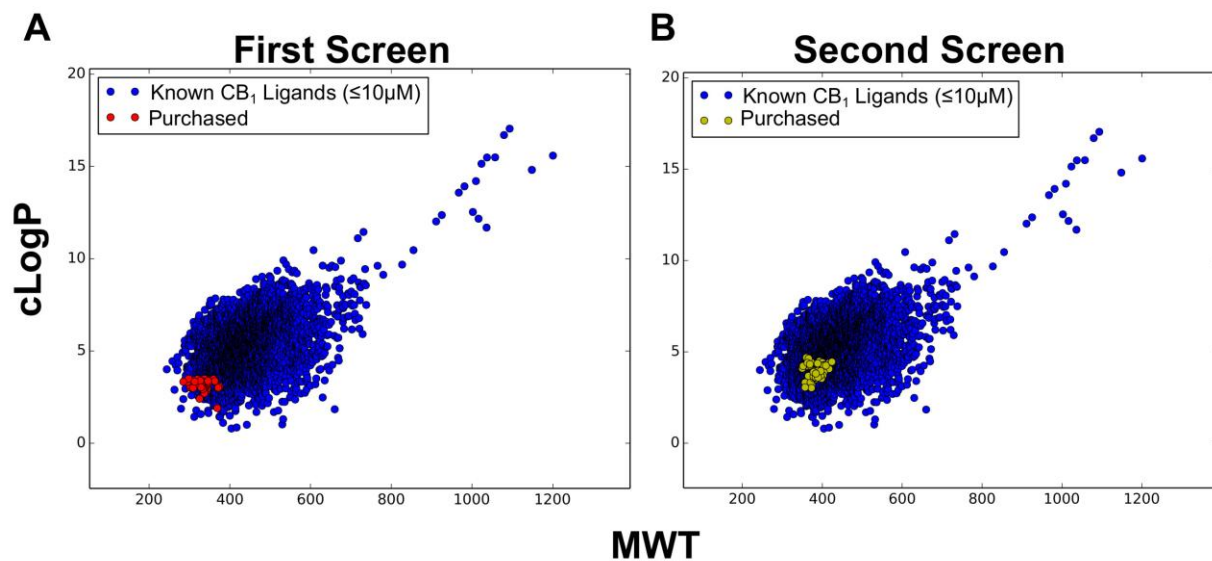 A
First Screen
Known CB₁ Ligands (≤10µM)
Purchased
20
15
10
5
0
200 400 600 800 1000 1200
cLogP
B
Second Screen
Known CB₁ Ligands (≤10µM)
Purchased
20
15
10
5
0
200 400 600 800 1000 1200
MWT